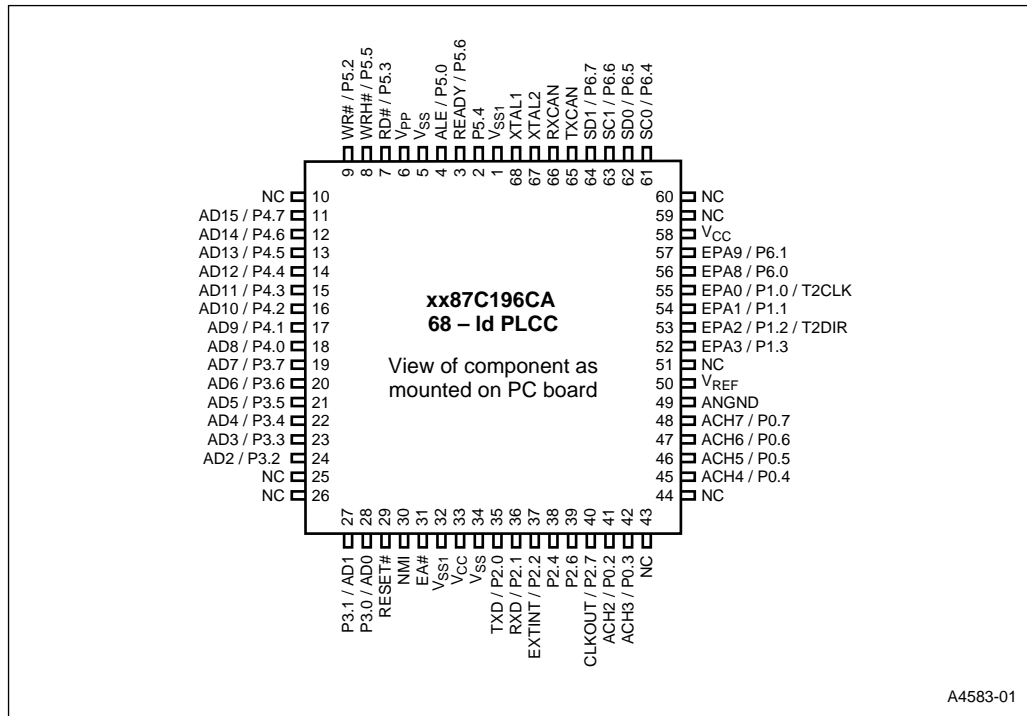 WR# / P5.2
WRH# / P5.5
RD# / P5.3
VPP
VSS
ALE / P5.0
READY / P5.6
P5.4
VSS1
XTAL1
XTAL2
RXCAN
TXCAN
SD1 / P6.7
SC1 / P6.6
SD0 / P6.5
SC0 / P6.4
9 8 7 6 5 4 3 2 1 68 67 66 65 64 63 62 61
NC 10
AD15 / P4.7 11
AD14 / P4.6 12
AD13 / P4.5 13
AD12 / P4.4 14
AD11 / P4.3 15
AD10 / P4.2 16
AD9 / P4.1 17
AD8 / P4.0 18
AD7 / P3.7 19
AD6 / P3.6 20
AD5 / P3.5 21
AD4 / P3.4 22
AD3 / P3.3 23
AD2 / P3.2 24
NC 25
NC 26
xx87C196CA
68 – ld PLCC
View of component as
mounted on PC board
60 NC
59 NC
58 VCC
57 EPA9 / P6.1
56 EPA8 / P6.0
55 EPA0 / P1.0 / T2CLK
54 EPA1 / P1.1
53 EPA2 / P1.2 / T2DIR
52 EPA3 / P1.3
51 NC
50 VREF
49 ANGND
48 ACH7 / P0.7
47 ACH6 / P0.6
46 ACH5 / P0.5
45 ACH4 / P0.4
44 NC
27 28 29 30 31 32 33 34 35 36 37 38 39 40 41 42 43
P3.1 / AD1
P3.0 / AD0
RESET#
NMI
EA#
VSS1
VCC
VSS
TXD / P2.0
RXD / P2.1
EXTINT / P2.2
P2.4
P2.6
CLKOUT / P2.7
ACH2 / P0.2
ACH3 / P0.3
NC
A4583-01